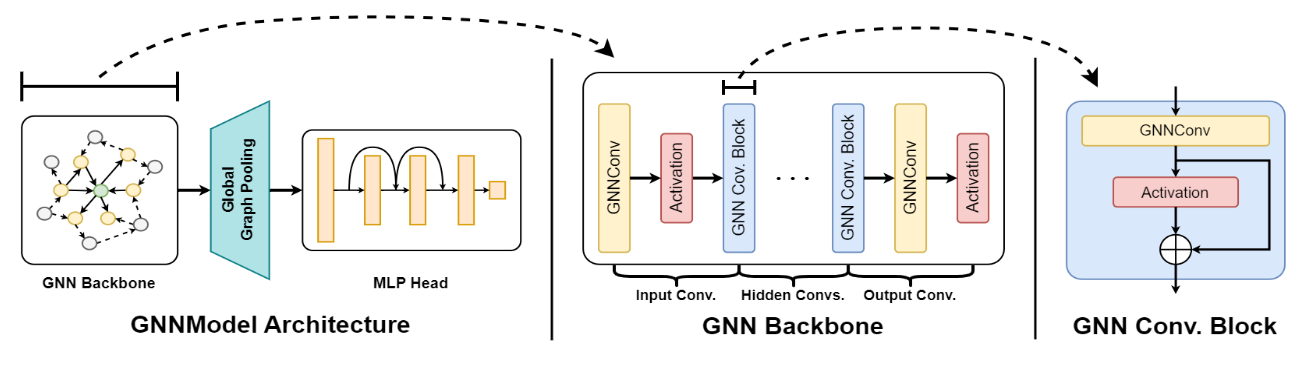 Global
Graph Pooling
GNN Backbone
MLP Head
GNNModel Architecture
GNNConv
Activation
GNN Cov. Block
. . .
GNN Conv. Block
GNNConv
Activation
Input Conv.
Hidden Convs.
Output Conv.
GNN Backbone
GNNConv
Activation
GNN Conv. Block